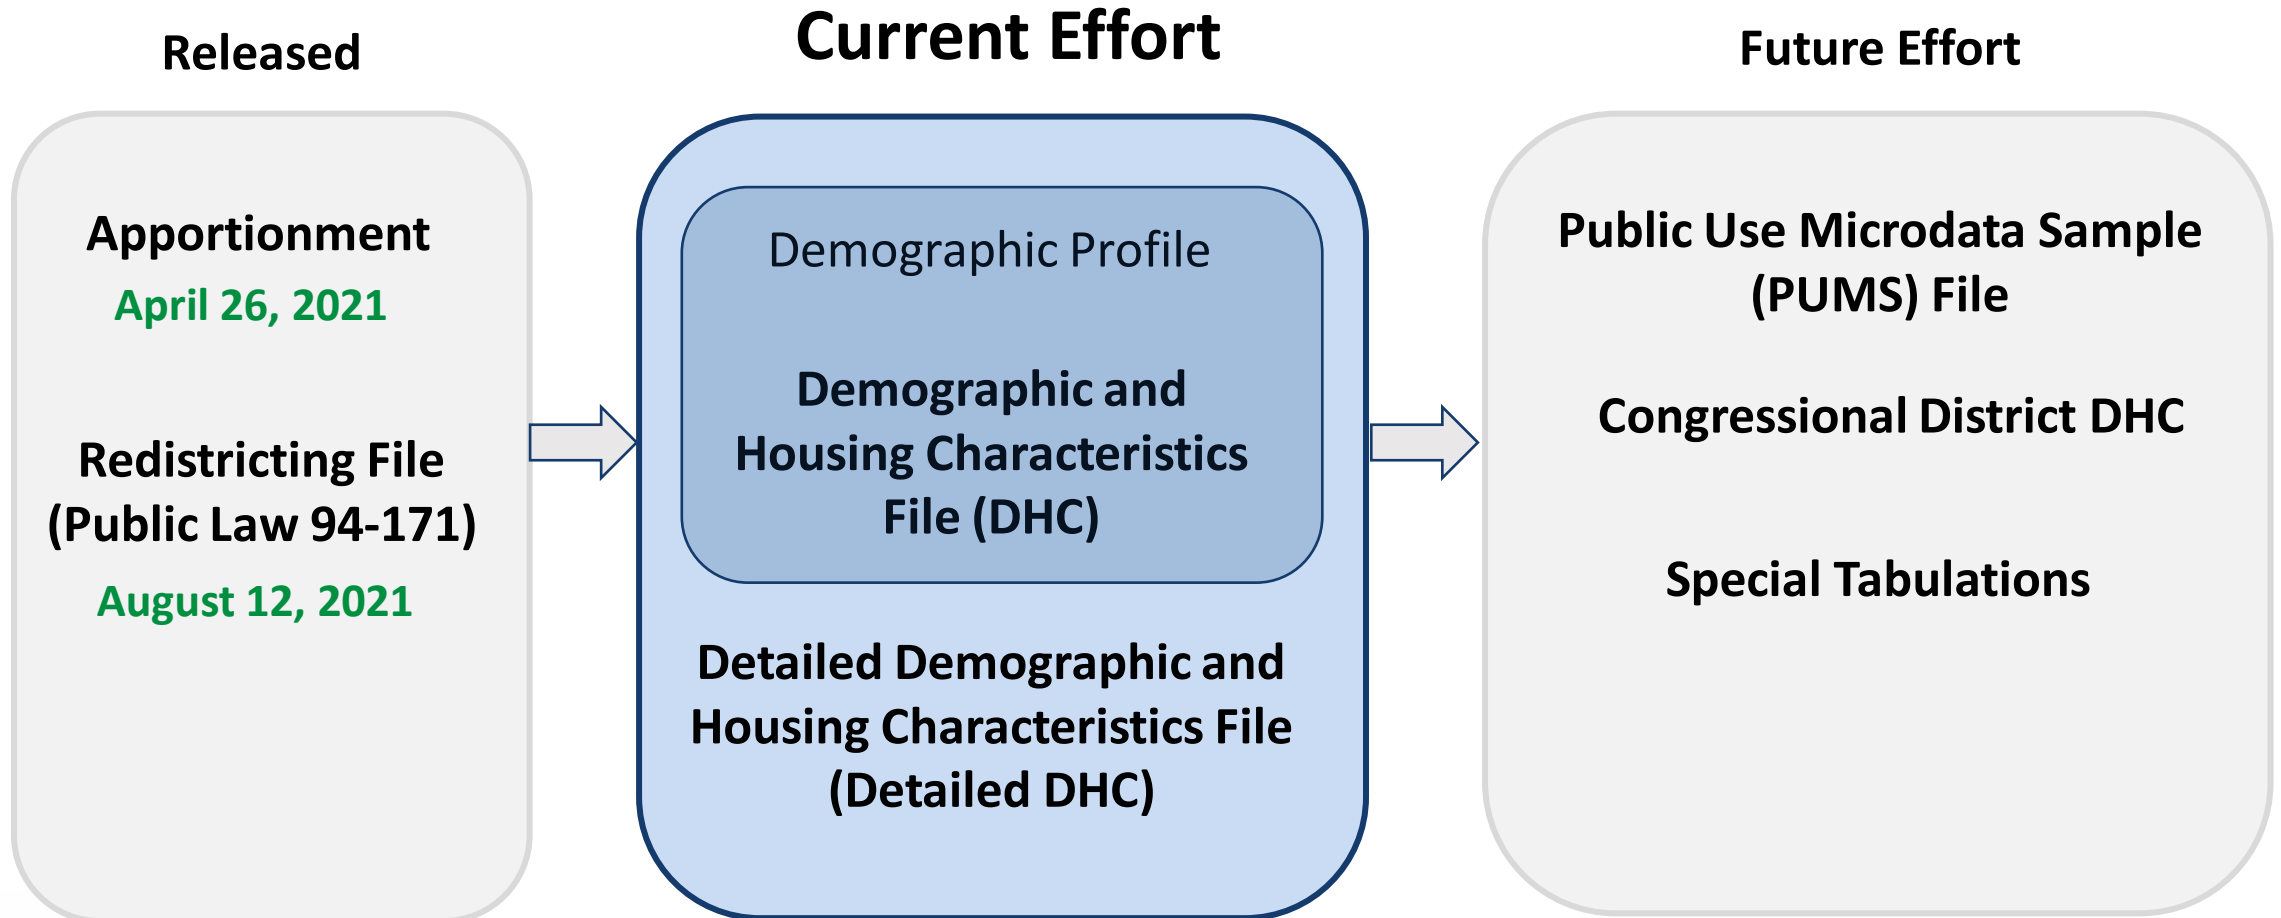 Released
Apportionment
April 26, 2021
Redistricting File
(Public Law 94-171)
August 12, 2021
Current Effort
Demographic Profile
Demographic and
Housing Characteristics
File (DHC)
Detailed Demographic and
Housing Characteristics File
(Detailed DHC)
Future Effort
Public Use Microdata Sample
(PUMS) File
Congressional District DHC
Special Tabulations